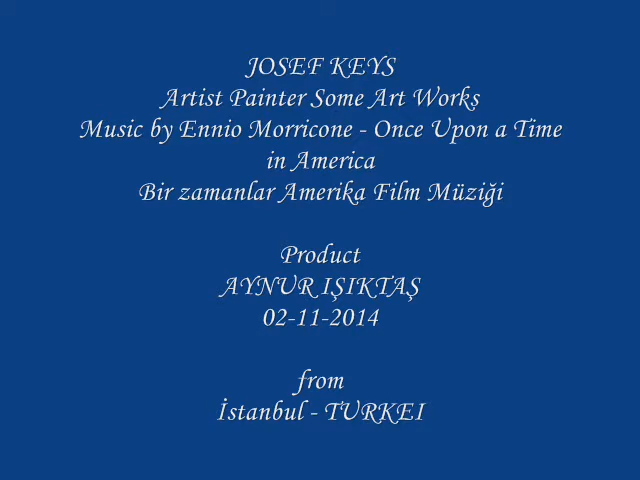 JOSEF KEYS
Artist Painter Some Art Works
Music by Ennio Morricone - Once Upon a Time
in America
Bir zamanlar Amerika Film Müziği
Product
AYNUR IŞIKTAŞ
02-11-2014
from
İstanbul - TURKEI